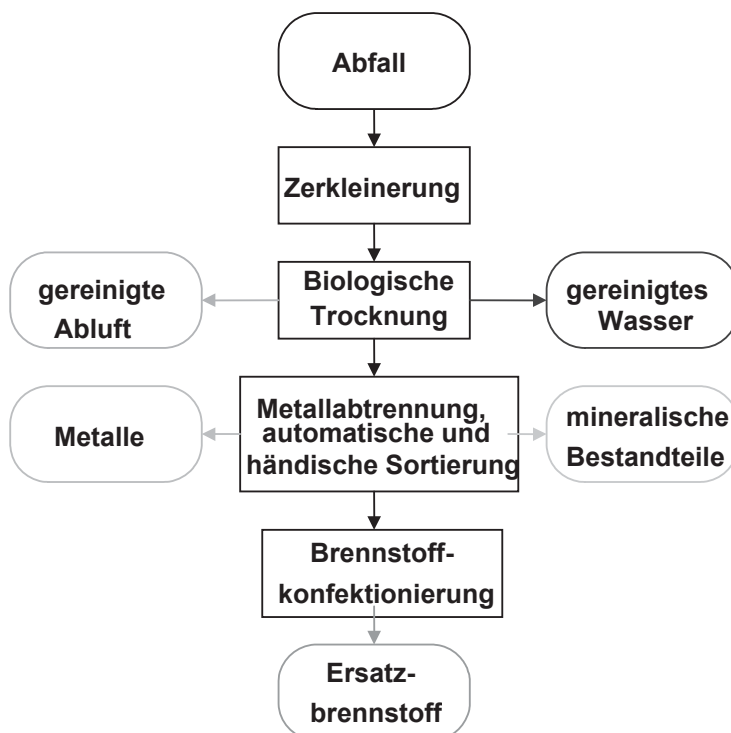 Abfall
Zerkleinerung
gereinigte
Abluft
Biologische
Trocknung
gereinigtes
Wasser
Metalle
Metallabtrennung,
automatische und
händische Sortierung
mineralische
Bestandteile
Brennstoff-
konfektionierung
Ersatz-
brennstoff